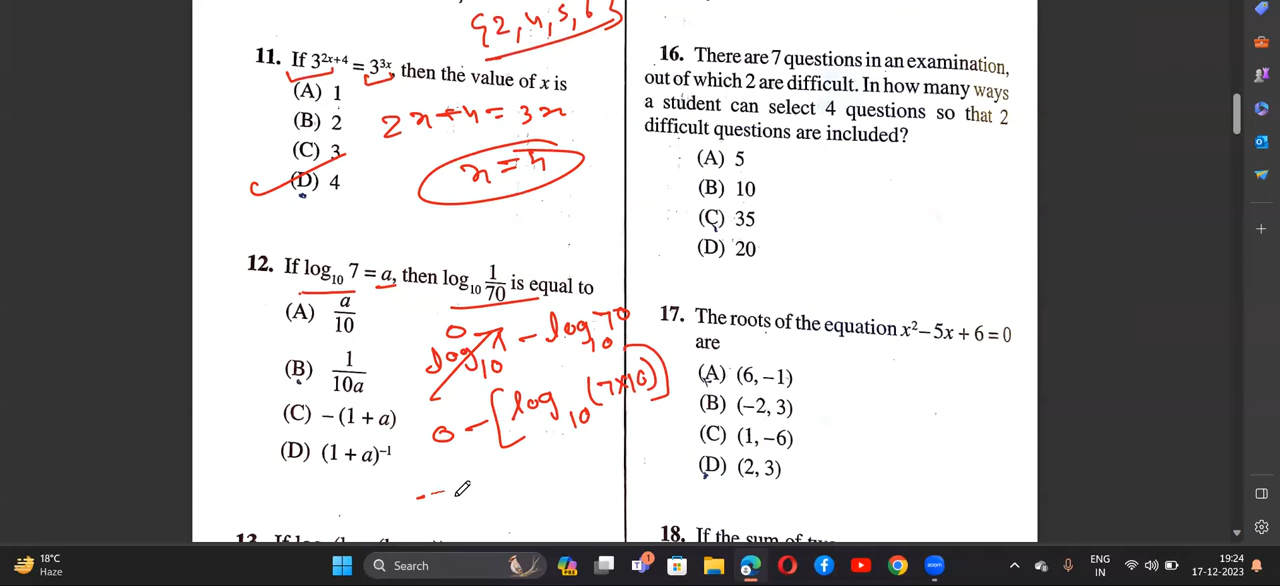 {2, 4, 5, 6}
11. If 3^{2x+4} = 3^{3x}, then the value of x is
(A) 1
(B) 2
(C) 3
(D) 4
2x+4 = 3x
x = 4
12. If log₁₀ 7 = a, then log₁₀ 1/70 is equal to
(A) a/10
(B) 1/10a
(C) – (1 + a)
(D) (1 + a)⁻¹
0
log₁₀ 1 – log₁₀ 70
0 – [log₁₀ (7×10)]
16. There are 7 questions in an examination,
out of which 2 are difficult. In how many ways
a student can select 4 questions so that 2
difficult questions are included?
(A) 5
(B) 10
(C) 35
(D) 20
17. The roots of the equation x² – 5x + 6 = 0
are
(A) (6, –1)
(B) (–2, 3)
(C) (1, –6)
(D) (2, 3)
18. If the sum of
18°C
Haze
Search
ENG
IN
19:24
17-12-2023